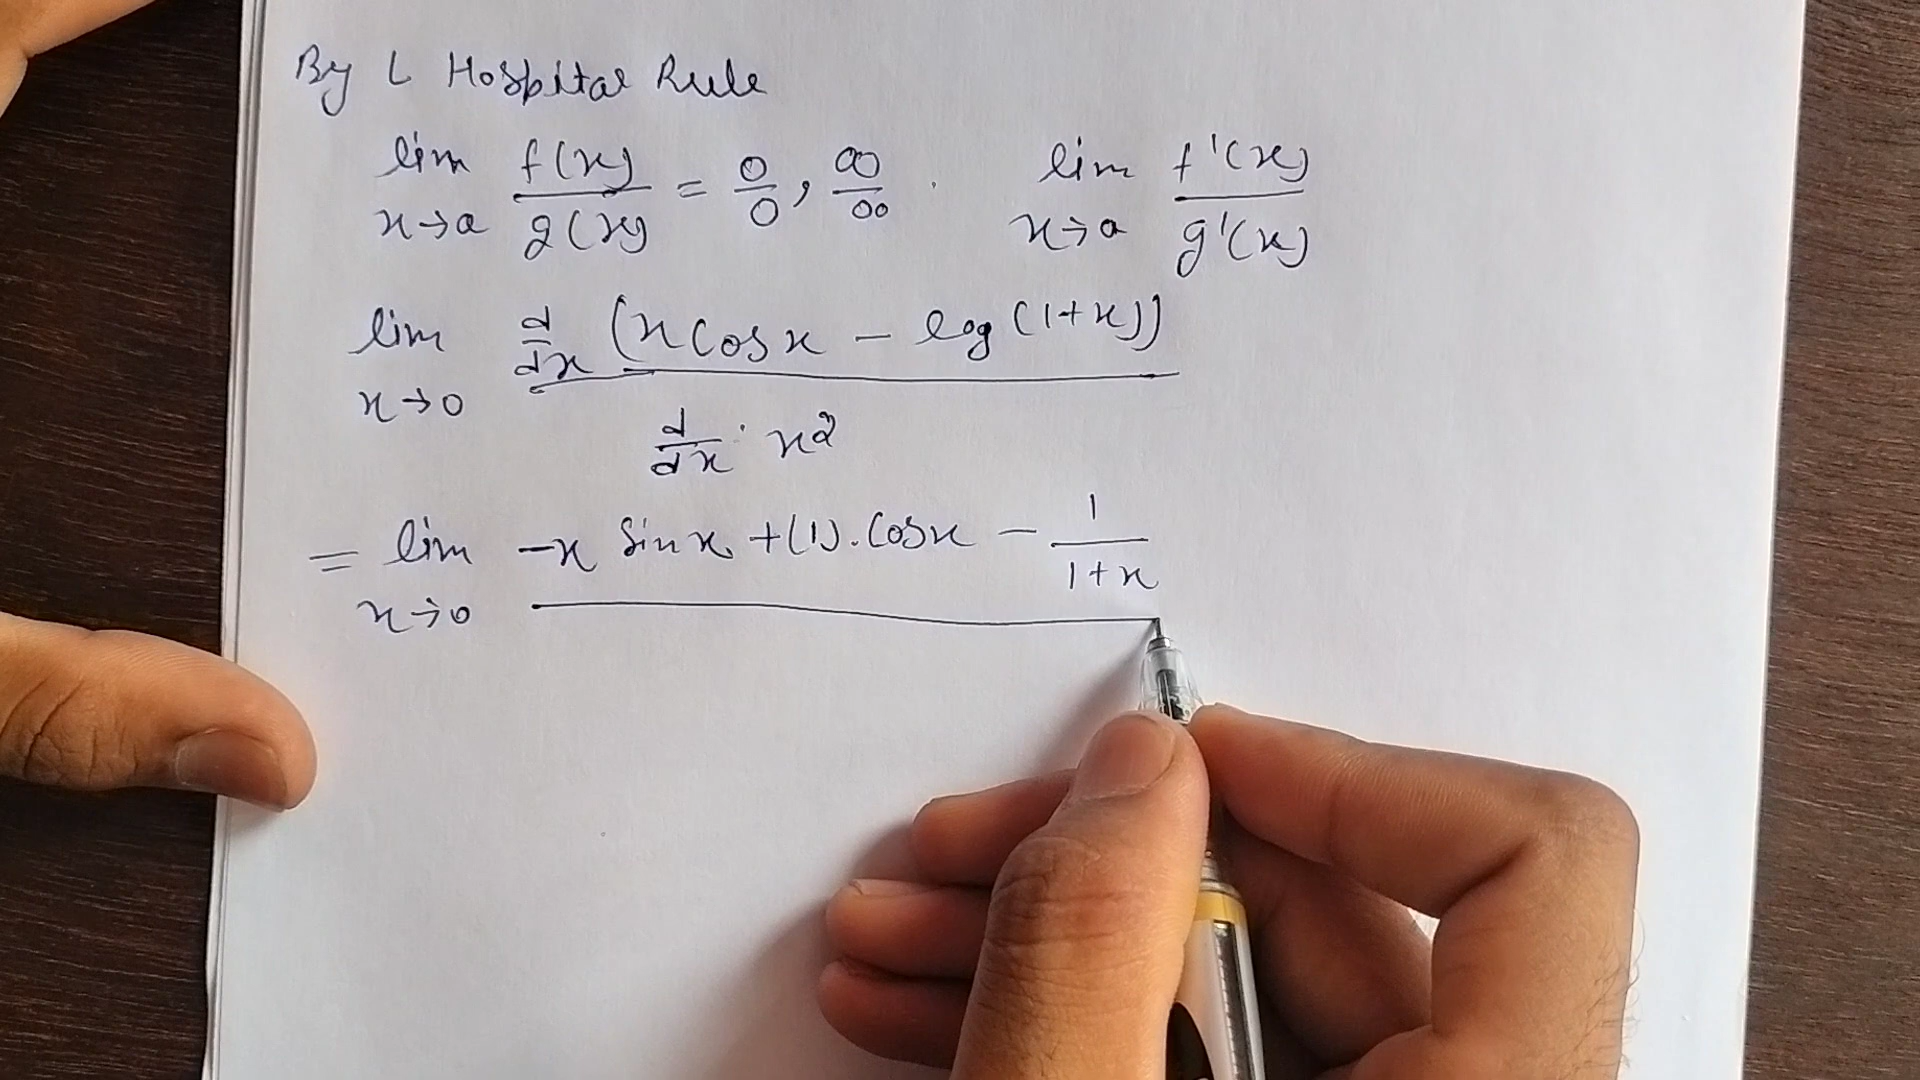 By L Hospital Rule
lim x→a f(x)/g(x) = 0/0, ∞/∞ . lim x→a f'(x)/g'(x)
lim x→0 d/dx (x Cos x - log (1+x)) / d/dx . x²
= lim x→0 -x Sin x + (1). Cos x - 1/1+x